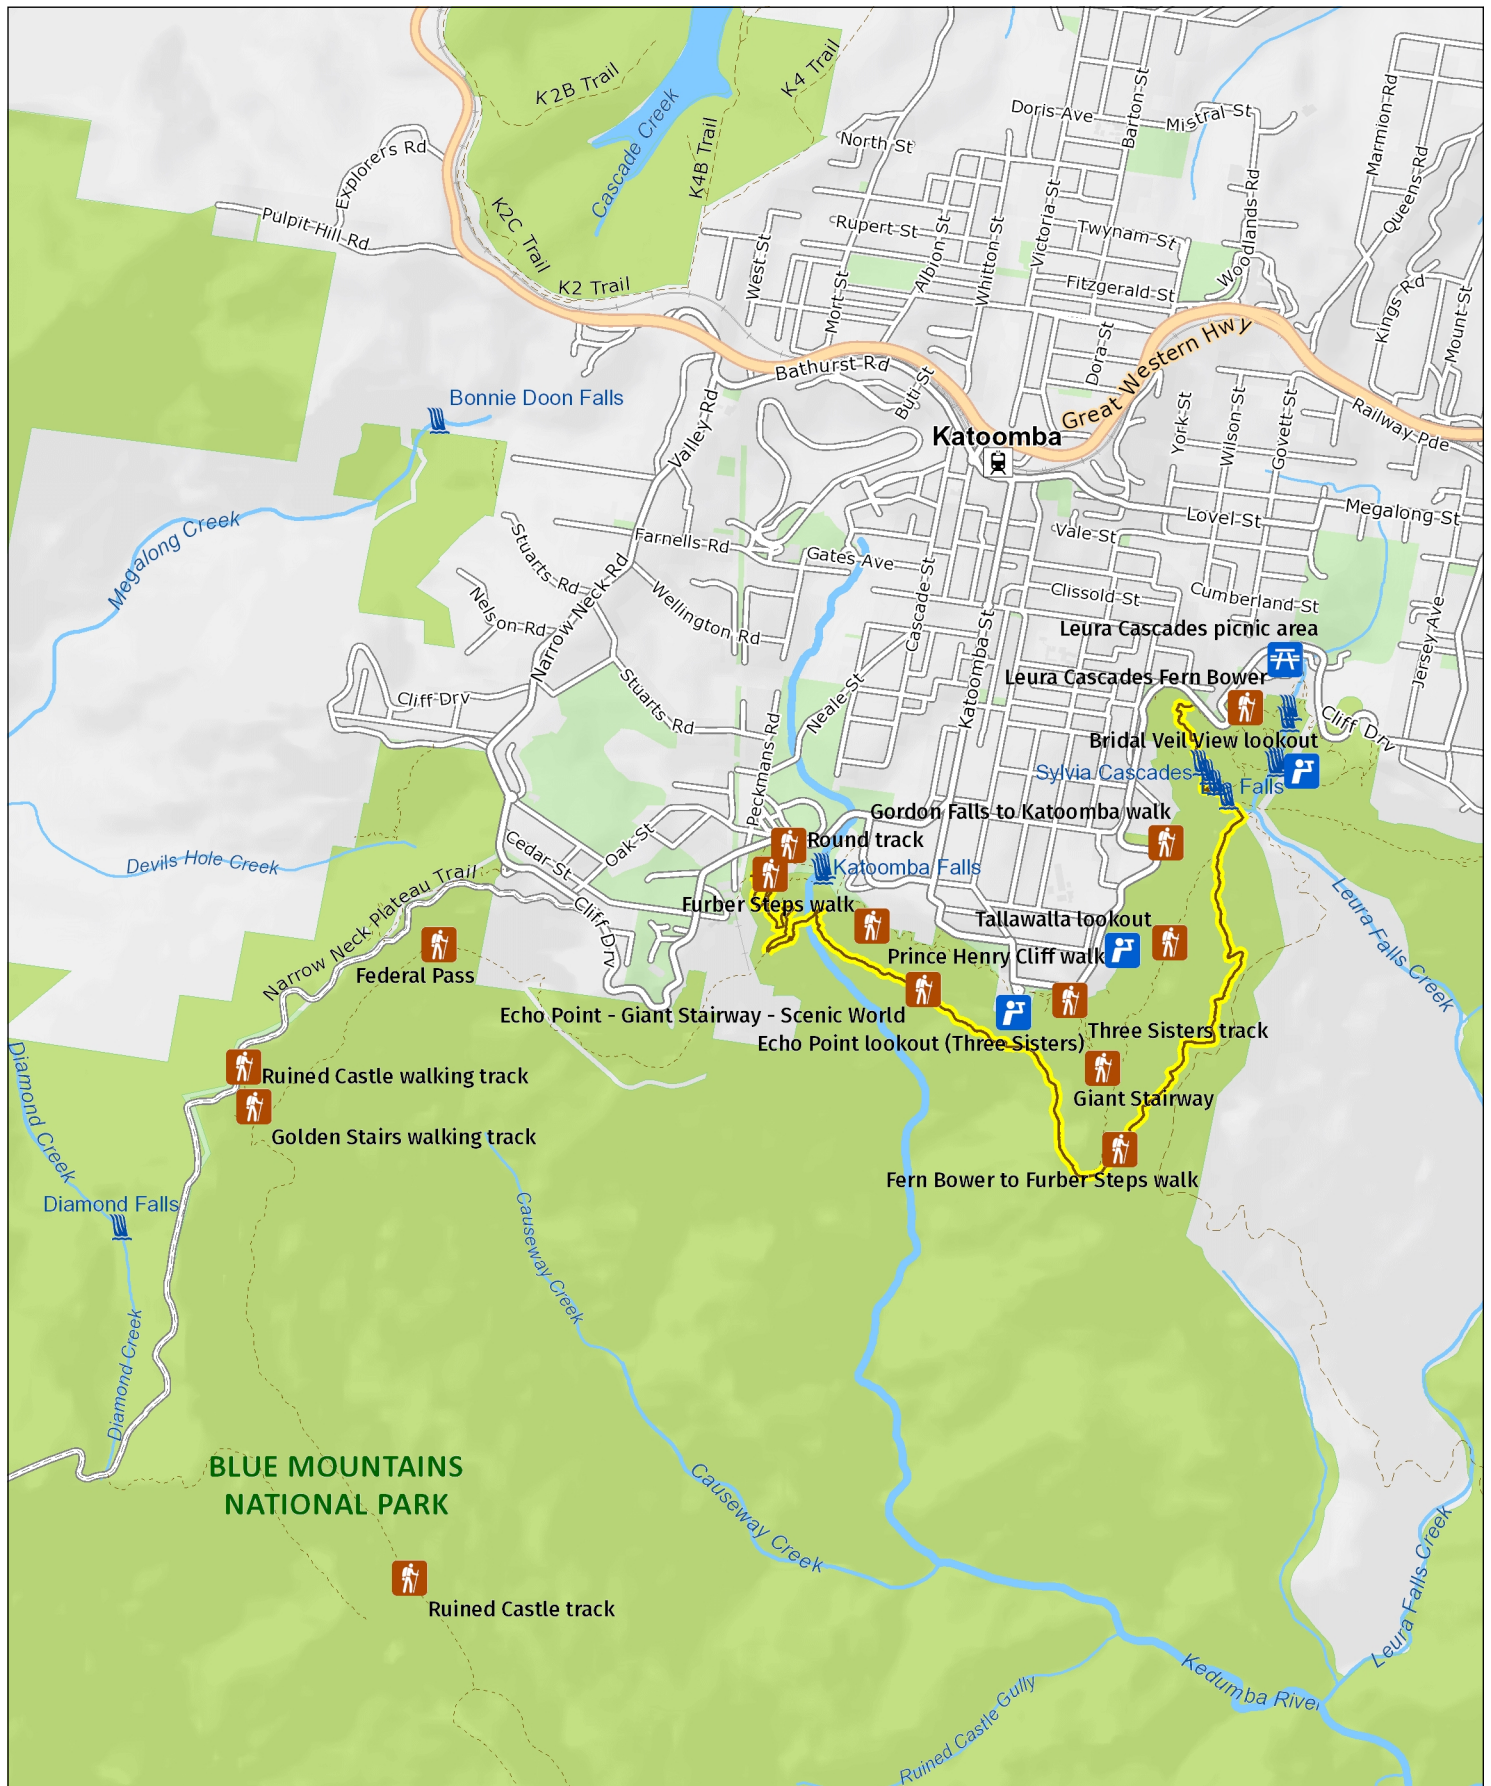 K2B Trail
K4 Trail
Cascade Creek
K4B Trail
North St
Doris Ave
Barton St
Mistral St
Marmion Rd
Queens Rd
Explorers Rd
Pulpit Hill Rd
K2C Trail
K2 Trail
West St
Rupert St
Mort St
Albion St
Whitton St
Victoria St
Twynam St
Fitzgerald St
Woodlands Rd
Kings Rd
Mount St
Great Western Hwy
Dora St
Bathurst Rd
Buti St
Bonnie Doon Falls
Valley Rd
Katoomba
York St
Wilson St
Govett St
Railway Pde
Megalong St
Lovel St
Vale St
Megalong Creek
Stuarts Rd
Farnells Rd
Gates Ave
Cascade St
Clissold St
Cumberland St
Nelson Rd
Narrow Neck Rd
Wellington Rd
Katoomba St
Jersey Ave
Leura Cascades picnic area
Leura Cascades Fern Bower
Cliff Drv
Stuarts Rd
Neale St
Peckmans Rd
Bridal Veil View lookout
Cliff Drv
Sylvia Cascades
Falls
Gordon Falls to Katoomba walk
Round track
Katoomba Falls
Devils Hole Creek
Cedar St
Oak St
Narrow Neck Plateau Trail
Cliff Drv
Furber Steps walk
Tallawalla lookout
Leura Falls Creek
Prince Henry Cliff walk
Federal Pass
Echo Point - Giant Stairway - Scenic World
Three Sisters track
Echo Point lookout (Three Sisters)
Ruined Castle walking track
Giant Stairway
Golden Stairs walking track
Diamond Creek
Fern Bower to Furber Steps walk
Diamond Falls
Causeway Creek
Diamond Creek
BLUE MOUNTAINS
NATIONAL PARK
Causeway Creek
Ruined Castle track
Leura Falls Creek
Kedumba River
Ruined Castle Gully